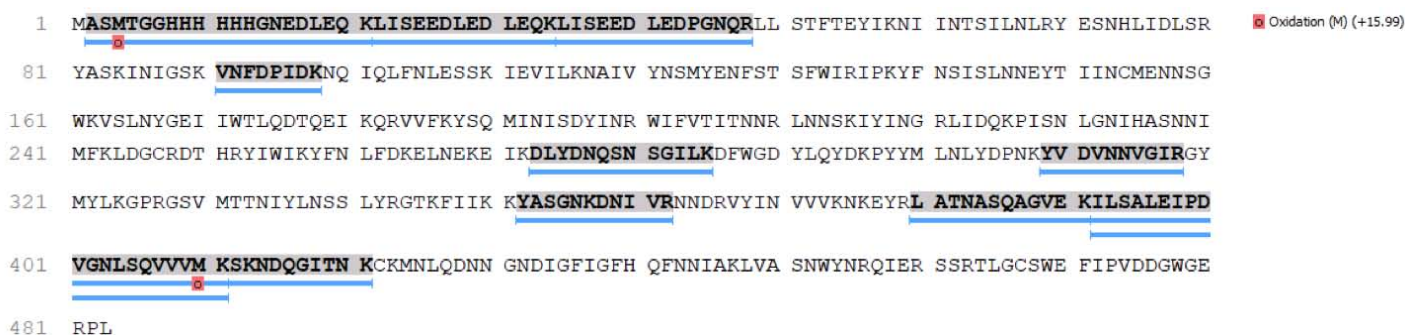 1 MASMTGGHHH HHHGNEDLEQ KLISEEDLED LEQKLISEED LEDPGNQRLL STFTEYIKNI INTSILNLRY ESNHLIDLSR
o Oxidation (M) (+15.99)
o
81 YASKINIGSK VNFDPIDKNQ IQLFNLESSK IEVILKNAIV YNSMYENFST SFWIRIPKYF NSISLNNEYT IINCMENNSG
161 WKVSLNYGEI IWTLQDTQEI KQRVVFKYSQ MINISDYINR WIFVTITNNR LNNSKIYING RLIDQKPISN LGNIHASNNI
241 MFKLDGCRDT HRYIWIKYFN LFDKELNEKE IKDLYDNQSN SGILKDFWGD YLQYDKPYYM LNLYDPNKYV DVNNVGIRGY
321 MYLKGPRGSV MTTNIYLNSS LYRGTKFIIK KYASGNKDNI VRNNDRVYIN VVVKNKEYRL ATNASQAGVE KILSALEIPD
401 VGNLSQVVVM KSKNDQGITN KCKMNLQDNN GNDIGFIGFH QFNNIAKLVA SNWYNRQIER SSRTLGCSWE FIPVDDGWGE
o
481 RPL